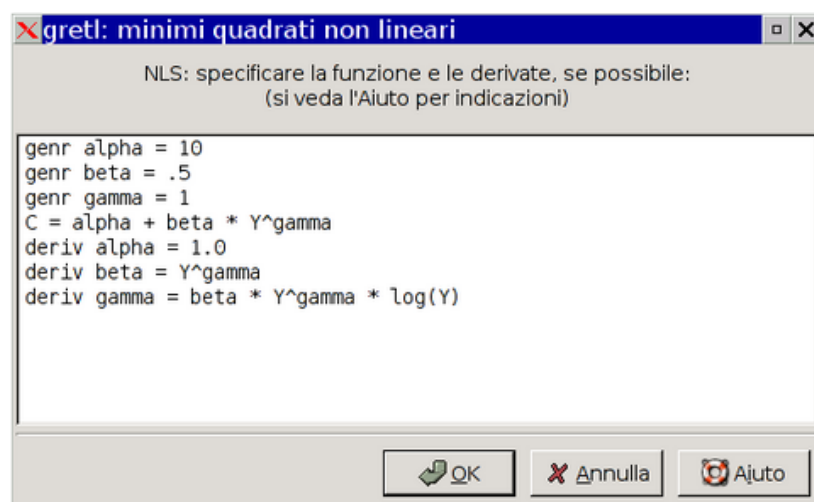 gretl: minimi quadrati non lineari
NLS: specificare la funzione e le derivate, se possibile:
(si veda l'Aiuto per indicazioni)
genr alpha = 10
genr beta = .5
genr gamma = 1
C = alpha + beta * Y^gamma
deriv alpha = 1.0
deriv beta = Y^gamma
deriv gamma = beta * Y^gamma * log(Y)
OK Annulla Aiuto